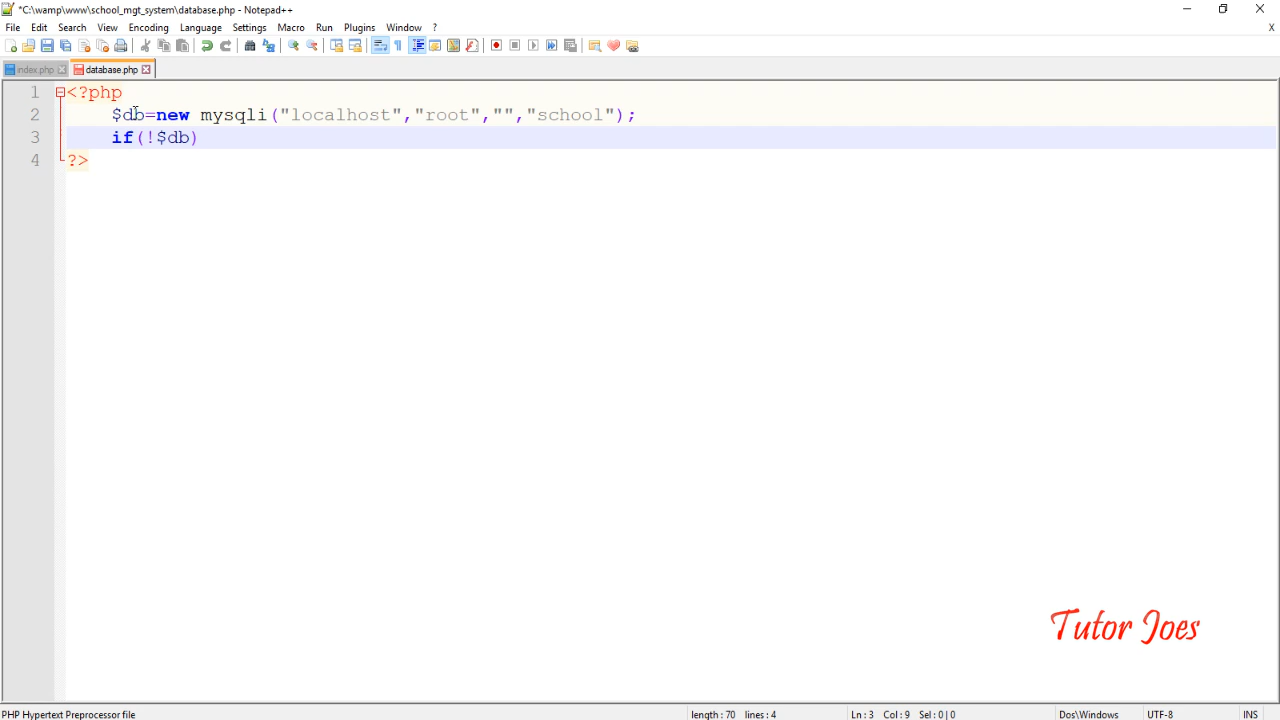 *C:\wamp\www\school_mgt_system\database.php - Notepad++
File Edit Search View Encoding Language Settings Macro Run Plugins Window ? X
index.php database.php
1 <?php
2 $db=new mysqli("localhost","root","","school");
3 if(!$db)
4 ?>
Tutor Joes
PHP Hypertext Preprocessor file length : 70 lines : 4 Ln : 3 Col : 9 Sel : 0 | 0 Dos\Windows UTF-8 INS